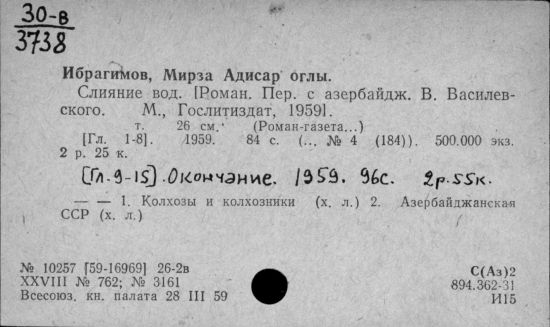 30-в
3738
Ибрагимов, Мирза Адисар оглы.
Слияние вод. [Роман. Пер. с азербайдж. В. Василев-
ского. М., Гослитиздат, 1959].
т. 26 см. (Роман-газета...)
[Гл. 1-8]. 1959. 84 с. (... № 4 (184)). 500.000 экз.
2 р. 25 к.
[Гл.9-15]. Окончание. 1959. 96с. 2р.55к.
— — 1. Колхозы и колхозники (х. л.) 2. Азербайджанская
ССР (х. л.)
№ 10257 [59-16969] 26-2в
XXVIII № 762; № 3161
Всесоюз. кн. палата 28 III 59
С(Аз)2
894.362-31
И15